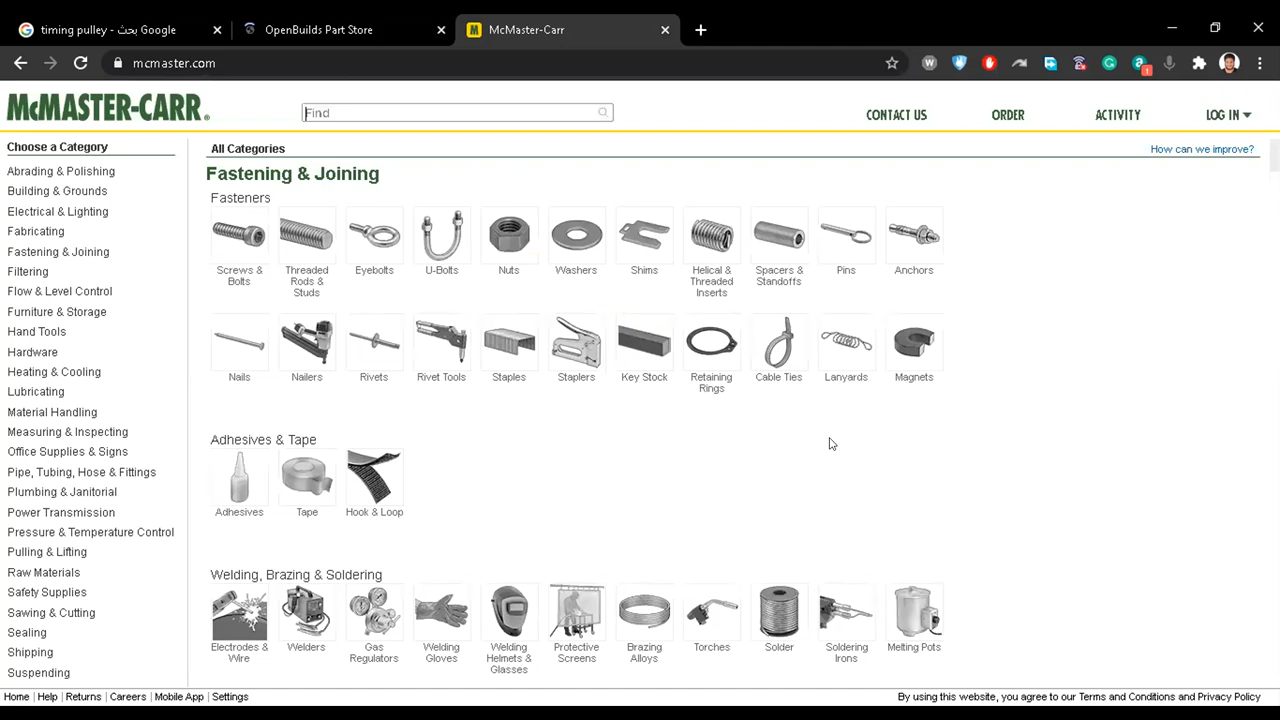 timing pulley - بحث Google
OpenBuilds Part Store
McMaster-Carr
mcmaster.com
McMASTER-CARR®
Find
CONTACT US
ORDER
ACTIVITY
LOG IN
Choose a Category
Abrading & Polishing
Building & Grounds
Electrical & Lighting
Fabricating
Fastening & Joining
Filtering
Flow & Level Control
Furniture & Storage
Hand Tools
Hardware
Heating & Cooling
Lubricating
Material Handling
Measuring & Inspecting
Office Supplies & Signs
Pipe, Tubing, Hose & Fittings
Plumbing & Janitorial
Power Transmission
Pressure & Temperature Control
Pulling & Lifting
Raw Materials
Safety Supplies
Sawing & Cutting
Sealing
Shipping
Suspending
All Categories
How can we improve?
Fastening & Joining
Fasteners
Screws &
Bolts
Threaded
Rods &
Studs
Eyebolts
U-Bolts
Nuts
Washers
Shims
Helical &
Threaded
Inserts
Spacers &
Standoffs
Pins
Anchors
Nails
Nailers
Rivets
Rivet Tools
Staples
Staplers
Key Stock
Retaining
Rings
Cable Ties
Lanyards
Magnets
Adhesives & Tape
Adhesives
Tape
Hook & Loop
Welding, Brazing & Soldering
Electrodes &
Wire
Welders
Gas
Regulators
Welding
Gloves
Welding
Helmets &
Glasses
Protective
Screens
Brazing
Alloys
Torches
Solder
Soldering
Irons
Melting Pots
Home | Help | Returns | Careers | Mobile App | Settings
By using this website, you agree to our Terms and Conditions and Privacy Policy